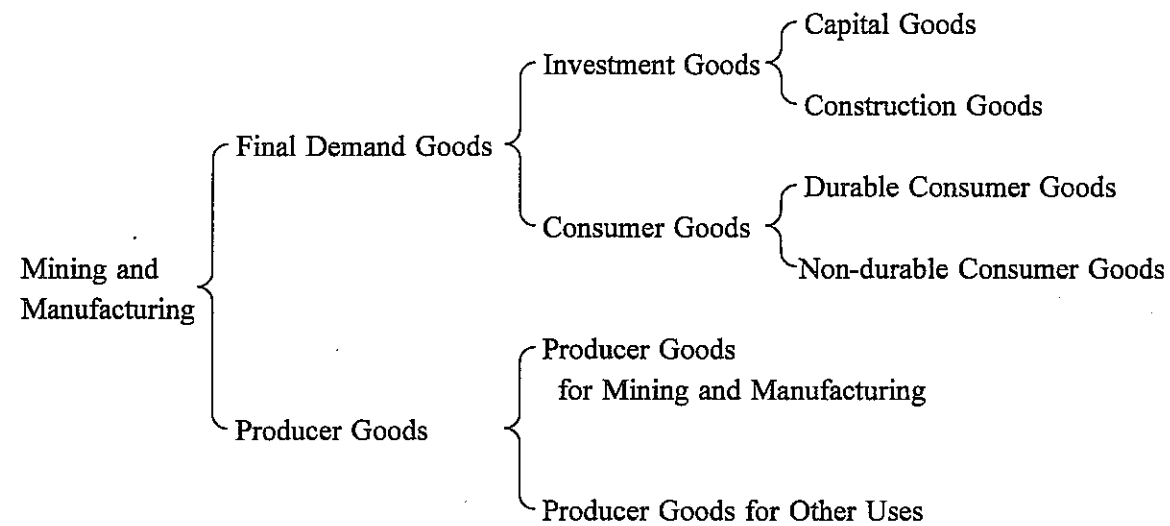 Capital Goods
Investment Goods
Construction Goods
Final Demand Goods
Durable Consumer Goods
Consumer Goods
Non-durable Consumer Goods
Mining and
Manufacturing
Producer Goods
for Mining and Manufacturing
Producer Goods
Producer Goods for Other Uses